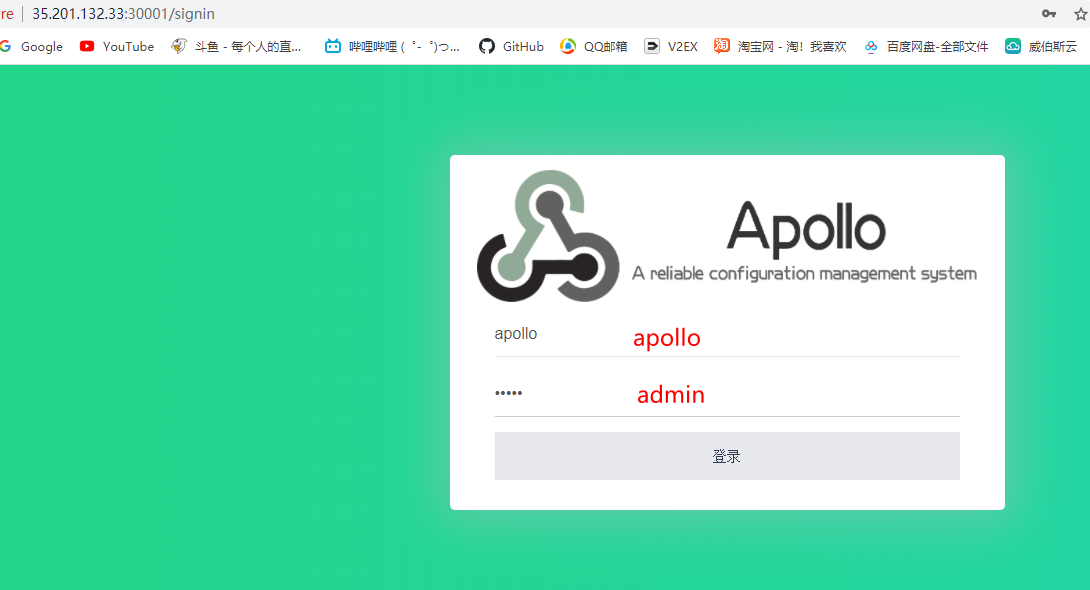 re 35.201.132.33:30001/signin
Google YouTube 斗鱼 - 每个人的直... 哔哩哔哩 ( ゜- ゜)つ... GitHub QQ邮箱 V2EX 淘宝网 - 淘！我喜欢 百度网盘-全部文件 威伯斯云
Apollo
A reliable configuration management system
apollo apollo
••••• admin
登录